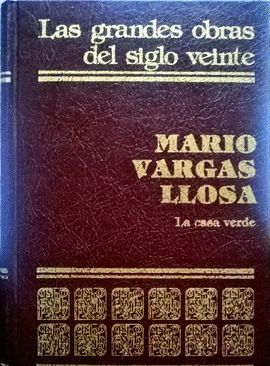 Las grandes obras
del siglo veinte
MARIO
VARGAS
LLOSA
La casa verde